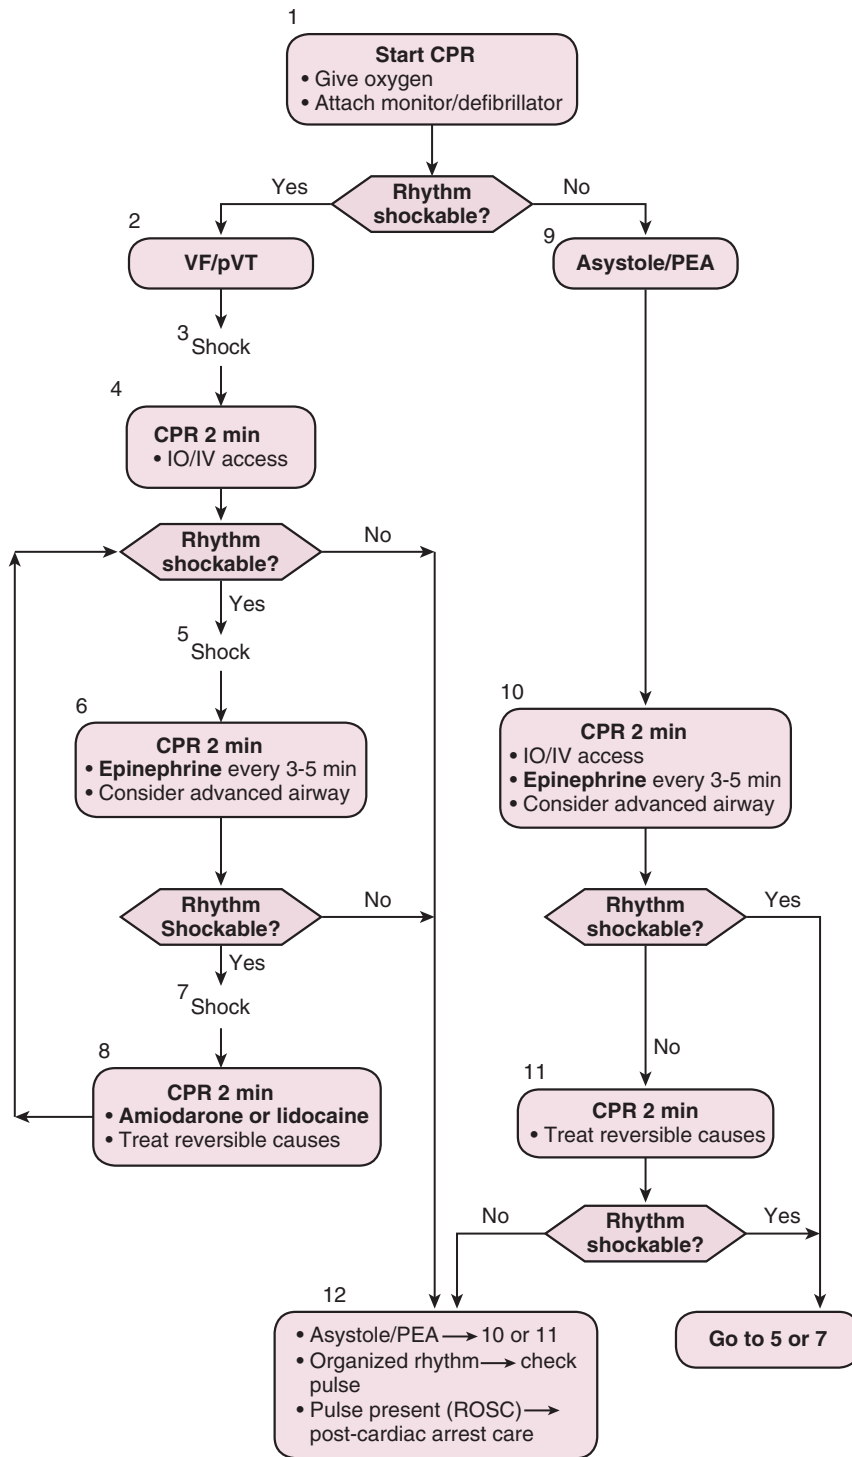 1
Start CPR
• Give oxygen
• Attach monitor/defibrillator
Rhythm
shockable?
Yes
No
2
VF/pVT
3
Shock
4
CPR 2 min
• IO/IV access
Rhythm
shockable?
No
Yes
5
Shock
6
CPR 2 min
• Epinephrine every 3-5 min
• Consider advanced airway
Rhythm
Shockable?
No
Yes
7
Shock
8
CPR 2 min
• Amiodarone or lidocaine
• Treat reversible causes
9
Asystole/PEA
10
CPR 2 min
• IO/IV access
• Epinephrine every 3-5 min
• Consider advanced airway
Rhythm
shockable?
Yes
No
11
CPR 2 min
• Treat reversible causes
Rhythm
shockable?
No
Yes
12
• Asystole/PEA → 10 or 11
• Organized rhythm → check
pulse
• Pulse present (ROSC) →
post-cardiac arrest care
Go to 5 or 7